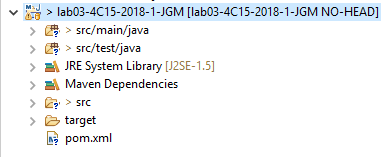 > lab03-4C15-2018-1-JGM [lab03-4C15-2018-1-JGM NO-HEAD]
> src/main/java
> src/test/java
JRE System Library [J2SE-1.5]
Maven Dependencies
> src
target
pom.xml